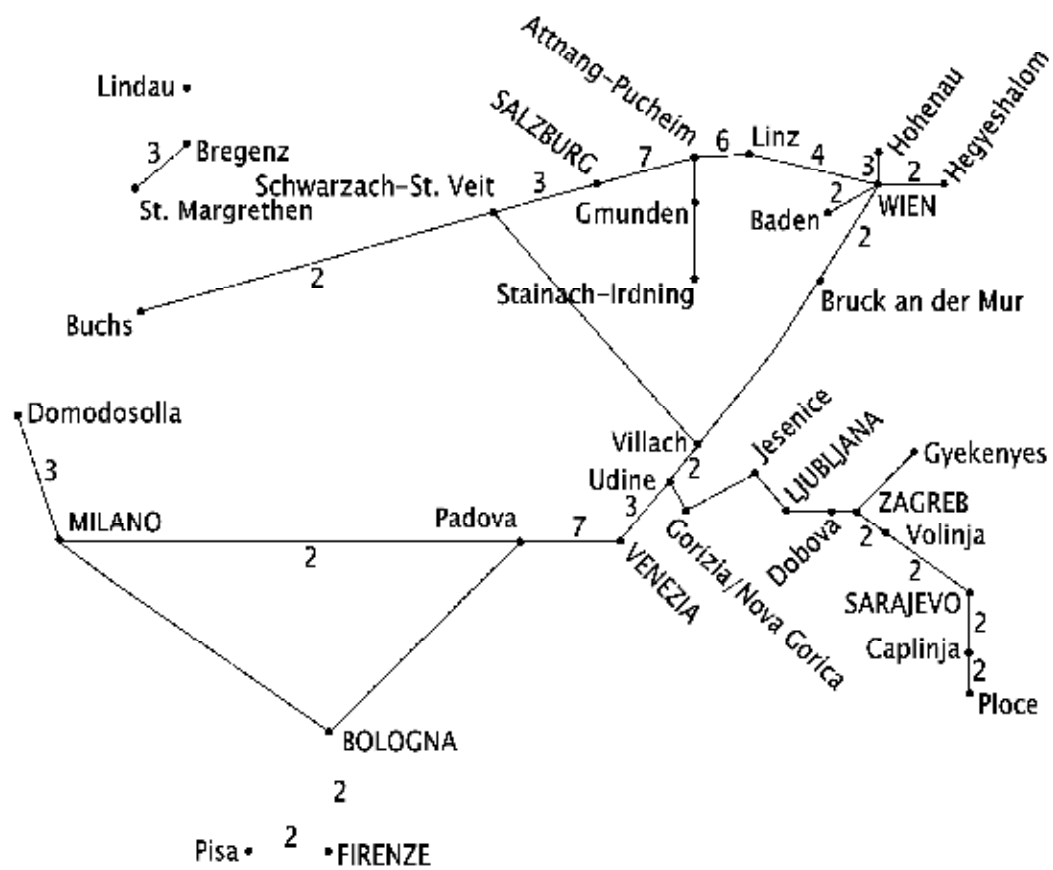 Attnang-Pucheim
Hohenau
Hegyeshalom
Lindau
SALZBURG
6
Linz
3
Bregenz
7
4
3
2
St. Margrethen
Schwarzach-St. Veit
3
Gmunden
Baden
2
WIEN
2
2
Stainach-Irdning
Bruck an der Mur
Buchs
Domodosolla
Villach
Jesenice
LJUBLJANA
Gyekenyes
3
2
Udine
MILANO
Padova
7
3
ZAGREB
2
VENEZIA
Gorizia/Nova Gorica
Dobova
2
Volinja
2
SARAJEVO
2
Caplinja
2
Ploce
BOLOGNA
2
Pisa
2
FIRENZE